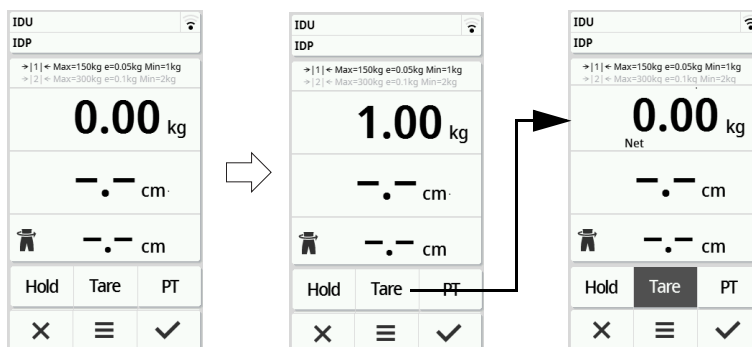 IDU
IDP
→|1|← Max=150kg e=0.05kg Min=1kg
→|2|← Max=300kg e=0.1kg Min=2kg
0.00 kg
–.– cm
–.– cm
Hold Tare PT
IDU
IDP
→|1|← Max=150kg e=0.05kg Min=1kg
→|2|← Max=300kg e=0.1kg Min=2kg
1.00 kg
–.– cm
–.– cm
Hold Tare PT
IDU
IDP
→|1|← Max=150kg e=0.05kg Min=1kg
→|2|← Max=300kg e=0.1kg Min=2kg
0.00 kg
Net
–.– cm
–.– cm
Hold Tare PT